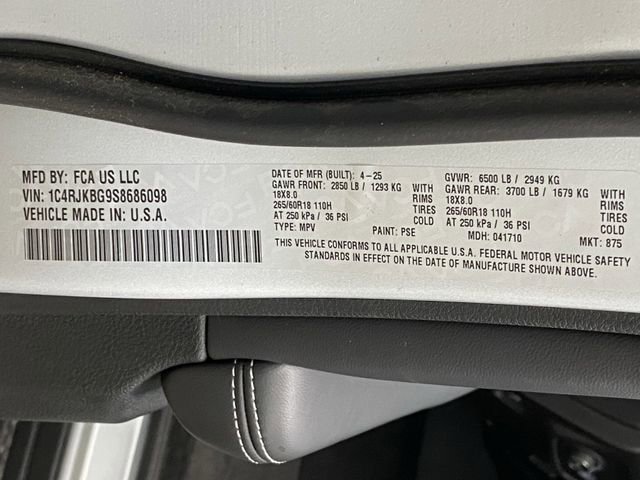 MFD BY: FCA US LLC
VIN: 1C4RJKBG9S8686098
VEHICLE MADE IN: U.S.A.
DATE OF MFR (BUILT): 4-25 GVWR: 6500 LB / 2949 KG
GAWR FRONT: 2850 LB / 1293 KG WITH GAWR REAR: 3700 LB / 1679 KG WITH
18X8.0 RIMS 18X8.0 RIMS
265/60R18 110H TIRES 265/60R18 110H TIRES
AT 250 kPa / 36 PSI COLD AT 250 kPa / 36 PSI COLD
TYPE: MPV PAINT: PSE MDH: 041710 MKT: 875
THIS VEHICLE CONFORMS TO ALL APPLICABLE U.S.A. FEDERAL MOTOR VEHICLE SAFETY
STANDARDS IN EFFECT ON THE DATE OF MANUFACTURE SHOWN ABOVE.